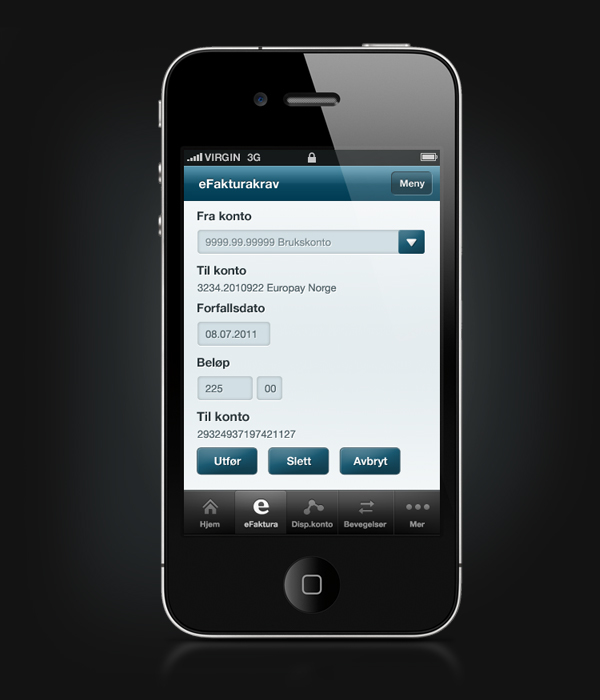 VIRGIN 3G
eFakturakrav
Meny
Fra konto
9999.99.99999 Brukskonto
Til konto
3234.2010922 Europay Norge
Forfallsdato
08.07.2011
Beløp
225 00
Til konto
29324937197421127
Utfør Slett Avbryt
Hjem eFaktura Disp.konto Bevegelser Mer